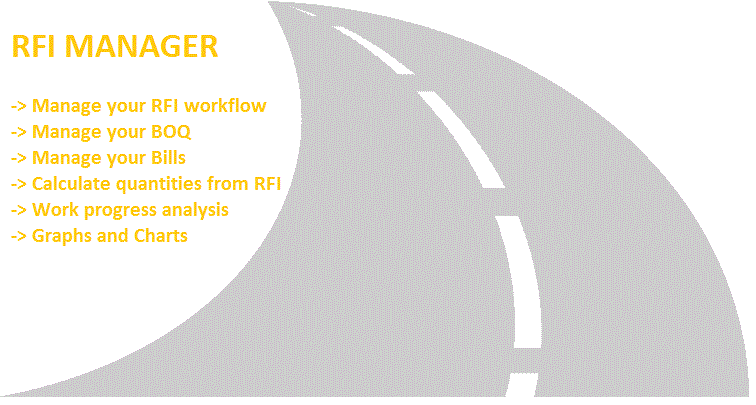 RFI MANAGER
-> Manage your RFI workflow
-> Manage your BOQ
-> Manage your Bills
-> Calculate quantities from RFI
-> Work progress analysis
-> Graphs and Charts